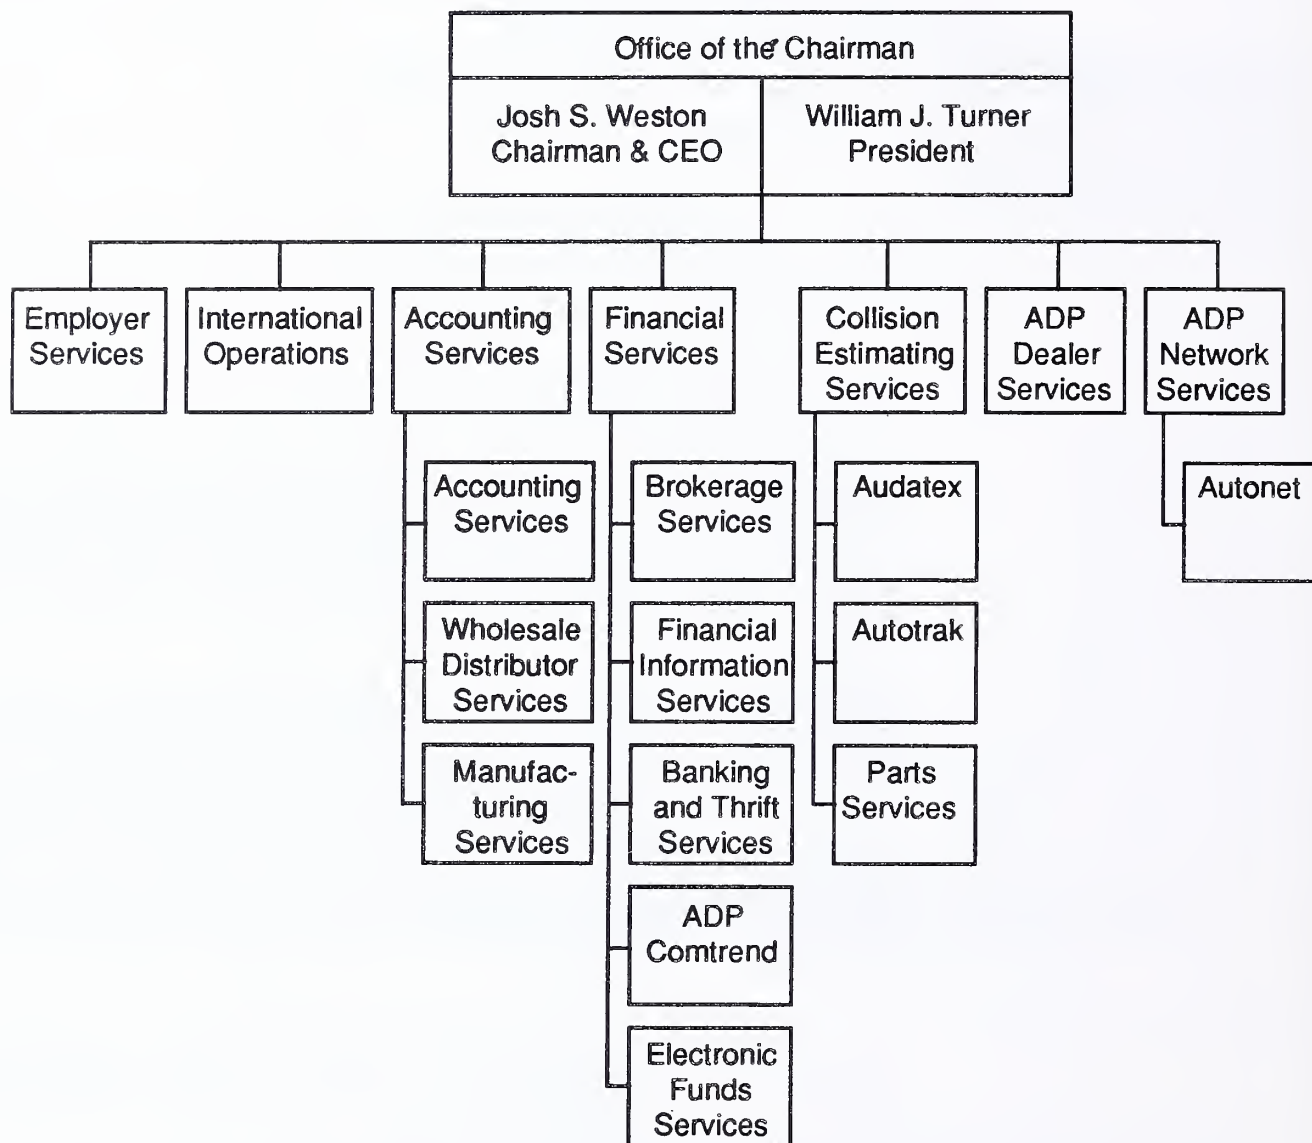 Office of the Chairman
Josh S. Weston
Chairman & CEO
William J. Turner
President
Employer
Services
International
Operations
Accounting
Services
Financial
Services
Collision
Estimating
Services
ADP
Dealer
Services
ADP
Network
Services
Accounting
Services
Wholesale
Distributor
Services
Manufac-
turing
Services
Brokerage
Services
Financial
Information
Services
Banking
and Thrift
Services
ADP
Comtrend
Electronic
Funds
Services
Audatex
Autotrak
Parts
Services
Autonet